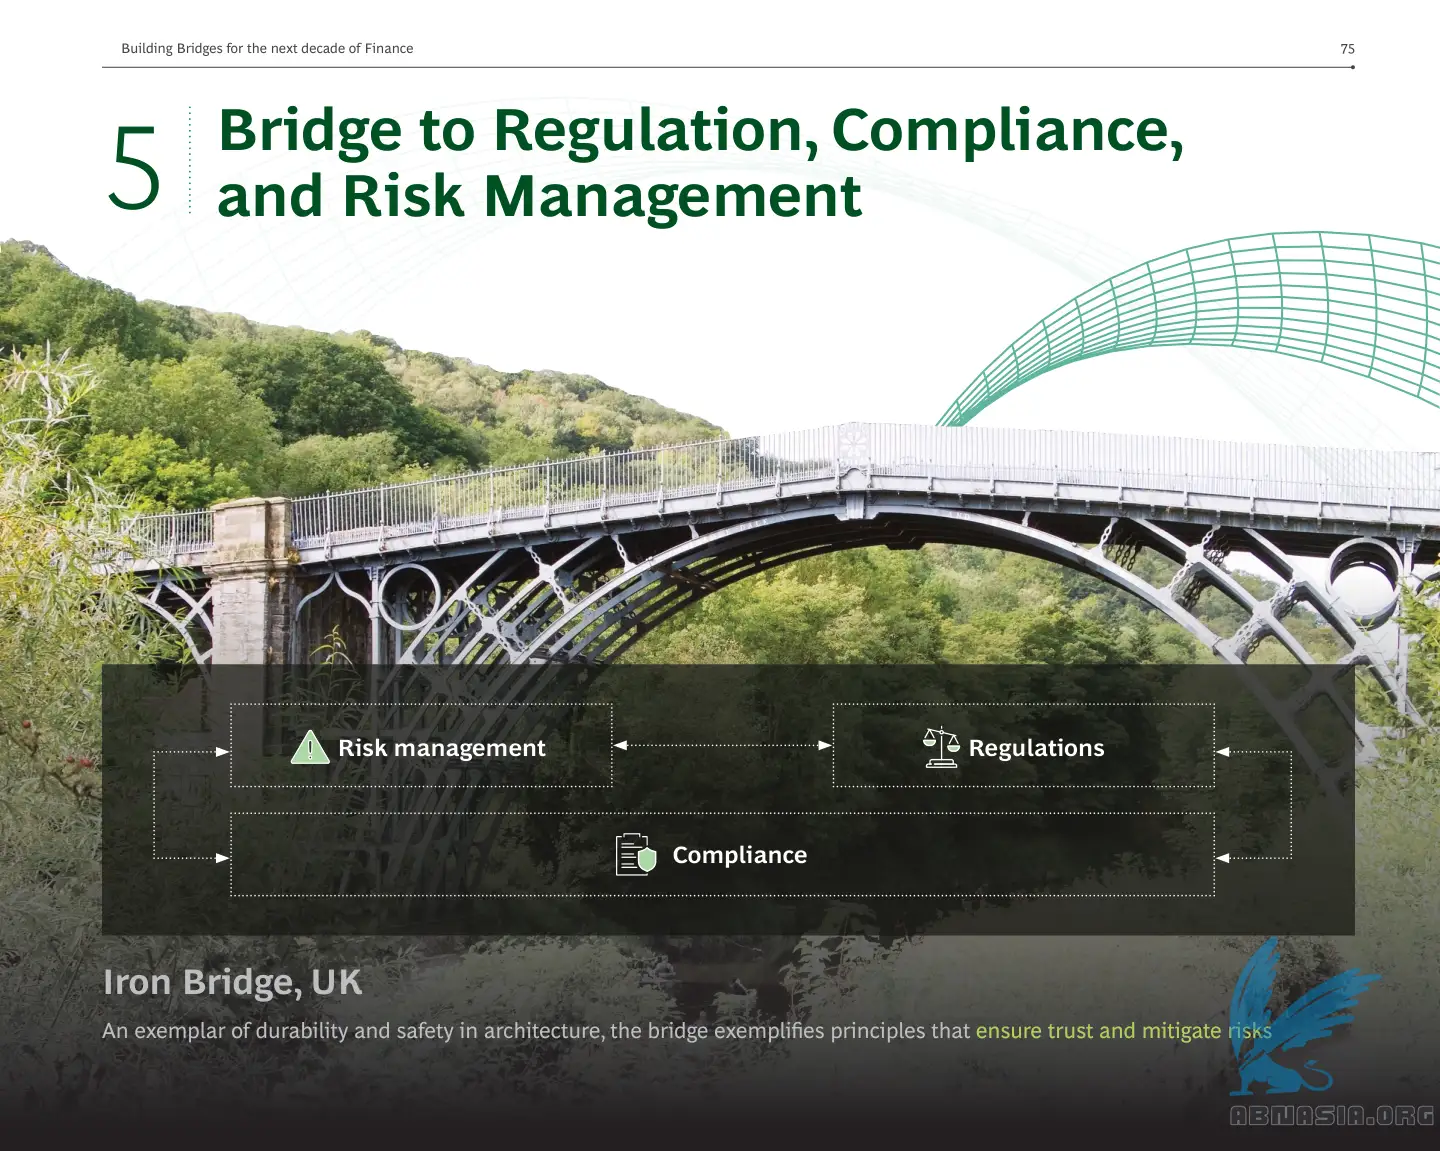 Building Bridges for the next decade of Finance
75
5
Bridge to Regulation, Compliance,
and Risk Management
Risk management
Regulations
Compliance
Iron Bridge, UK
An exemplar of durability and safety in architecture, the bridge exemplifies principles that ensure trust and mitigate risks
ABNASIA.ORG